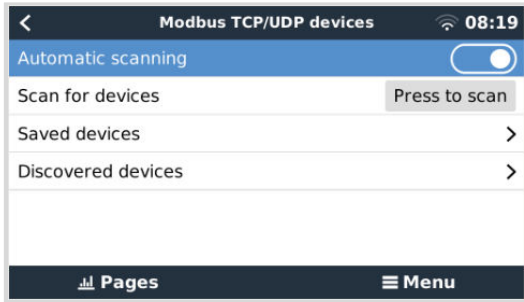 Modbus TCP/UDP devices 08:19
Automatic scanning
Scan for devices Press to scan
Saved devices
Discovered devices
Pages Menu